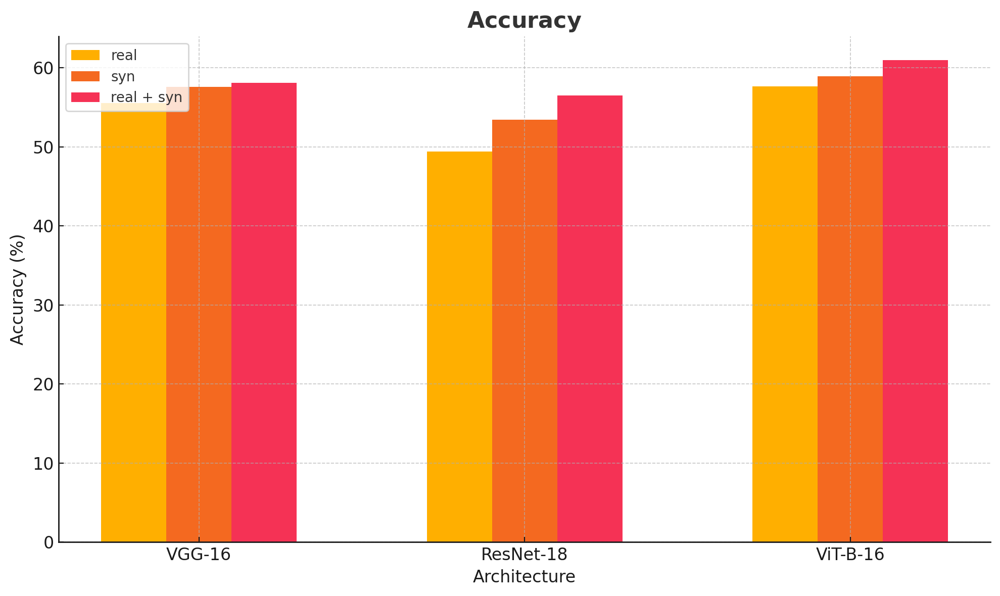 Accuracy
real
syn
real + syn
60
50
40
30
20
10
0
Accuracy (%)
VGG-16
ResNet-18
ViT-B-16
Architecture